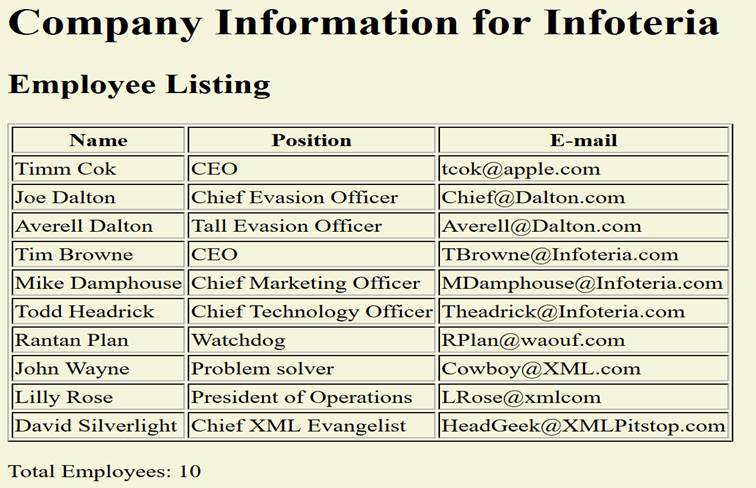 Company Information for Infoteria
Employee Listing
Name Position E-mail
Timm Cok CEO tcok@apple.com
Joe Dalton Chief Evasion Officer Chief@Dalton.com
Averell Dalton Tall Evasion Officer Averell@Dalton.com
Tim Browne CEO TBrowne@Infoteria.com
Mike Damphouse Chief Marketing Officer MDamphouse@Infoteria.com
Todd Headrick Chief Technology Officer Theadrick@Infoteria.com
Rantan Plan Watchdog RPlan@waouf.com
John Wayne Problem solver Cowboy@XML.com
Lilly Rose President of Operations LRose@xmlcom
David Silverlight Chief XML Evangelist HeadGeek@XMLPitstop.com
Total Employees: 10